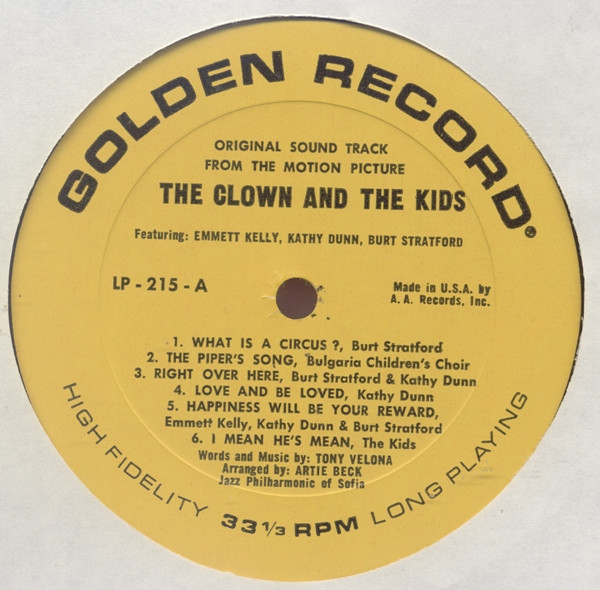 GOLDEN RECORD®
ORIGINAL SOUND TRACK
FROM THE MOTION PICTURE
THE CLOWN AND THE KIDS
Featuring: EMMETT KELLY, KATHY DUNN, BURT STRATFORD
LP - 215 - A
Made in U.S.A. by
A. A. Records, Inc.
1. WHAT IS A CIRCUS ?, Burt Stratford
2. THE PIPER'S SONG, Bulgaria Children's Choir
3. RIGHT OVER HERE, Burt Stratford & Kathy Dunn
4. LOVE AND BE LOVED, Kathy Dunn
5. HAPPINESS WILL BE YOUR REWARD,
Emmett Kelly, Kathy Dunn & Burt Stratford
6. I MEAN HE'S MEAN, The Kids
Words and Music by: TONY VELONA
Arranged by: ARTIE BECK
Jazz Philharmonic of Sofia
HIGH FIDELITY 33 1/3 RPM LONG PLAYING